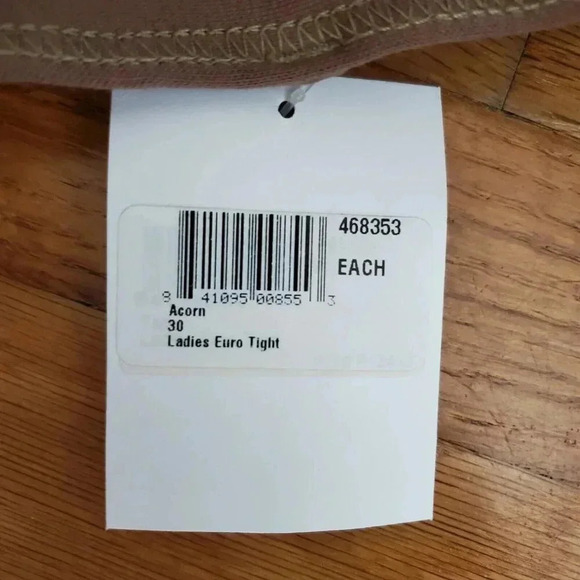 468353
EACH
8 41095 00855 3
Acorn
30
Ladies Euro Tight